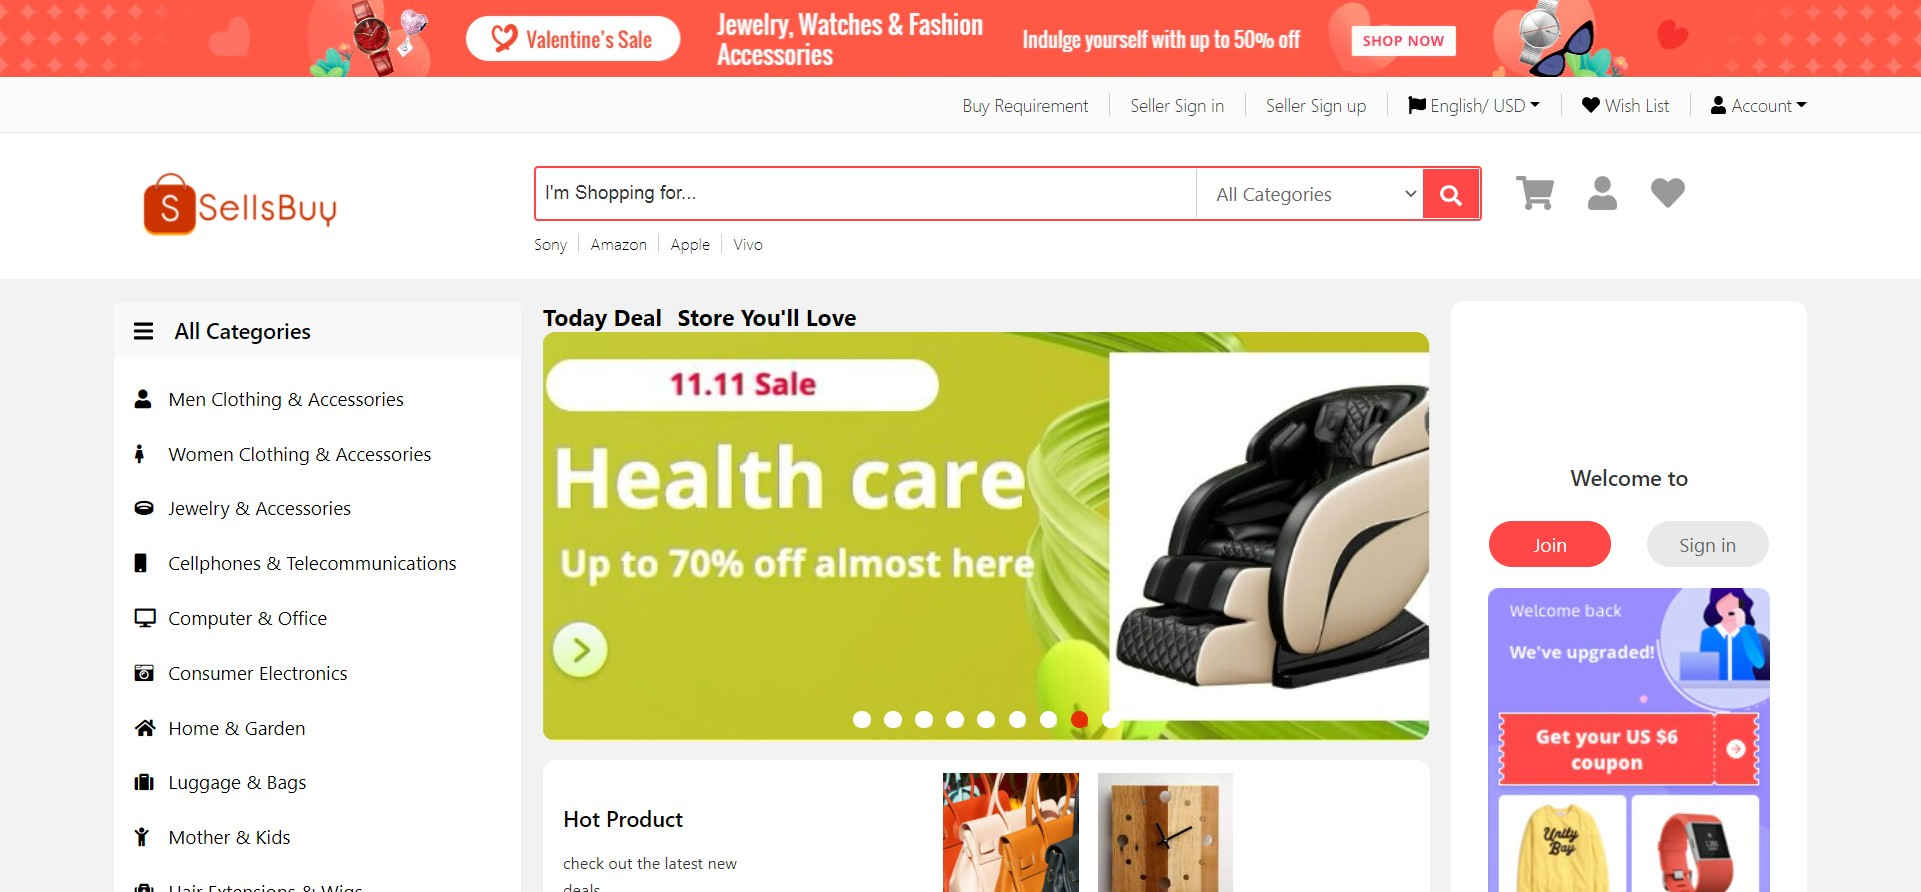 Valentine's Sale
Jewelry, Watches & Fashion
Accessories
Indulge yourself with up to 50% off
SHOP NOW
Buy Requirement
Seller Sign in
Seller Sign up
English/ USD
Wish List
Account
S SellsBuy
I'm Shopping for...
All Categories
Sony
Amazon
Apple
Vivo
All Categories
Men Clothing & Accessories
Women Clothing & Accessories
Jewelry & Accessories
Cellphones & Telecommunications
Computer & Office
Consumer Electronics
Home & Garden
Luggage & Bags
Mother & Kids
Hair Extensions & Wigs
Today Deal Store You'll Love
11.11 Sale
Health care
Up to 70% off almost here
Hot Product
check out the latest new
deals
Welcome to
Join
Sign in
Welcome back
We've upgraded!
Get your US $6
coupon
Unity
Bay